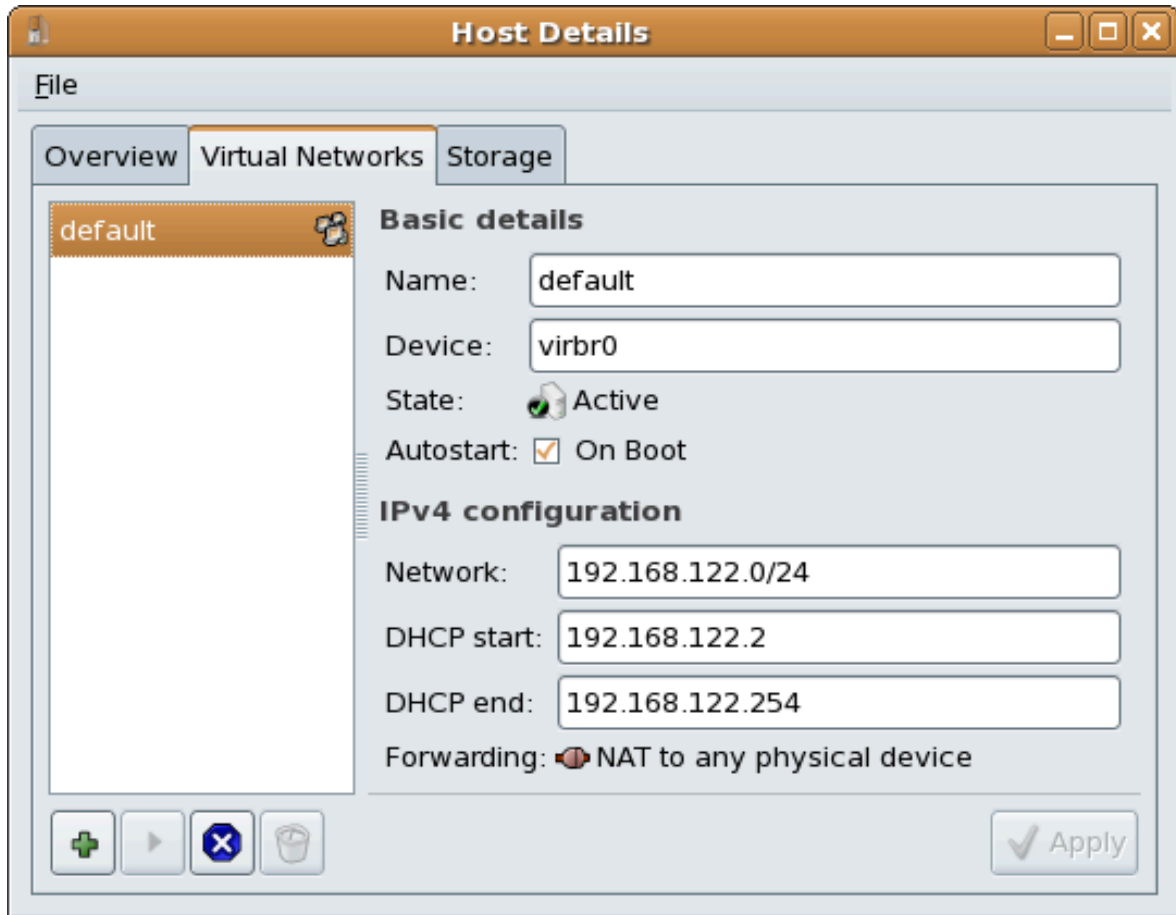 Host Details
File
Overview Virtual Networks Storage
default
Basic details
Name: default
Device: virbr0
State: Active
Autostart: On Boot
IPv4 configuration
Network: 192.168.122.0/24
DHCP start: 192.168.122.2
DHCP end: 192.168.122.254
Forwarding: NAT to any physical device
Apply